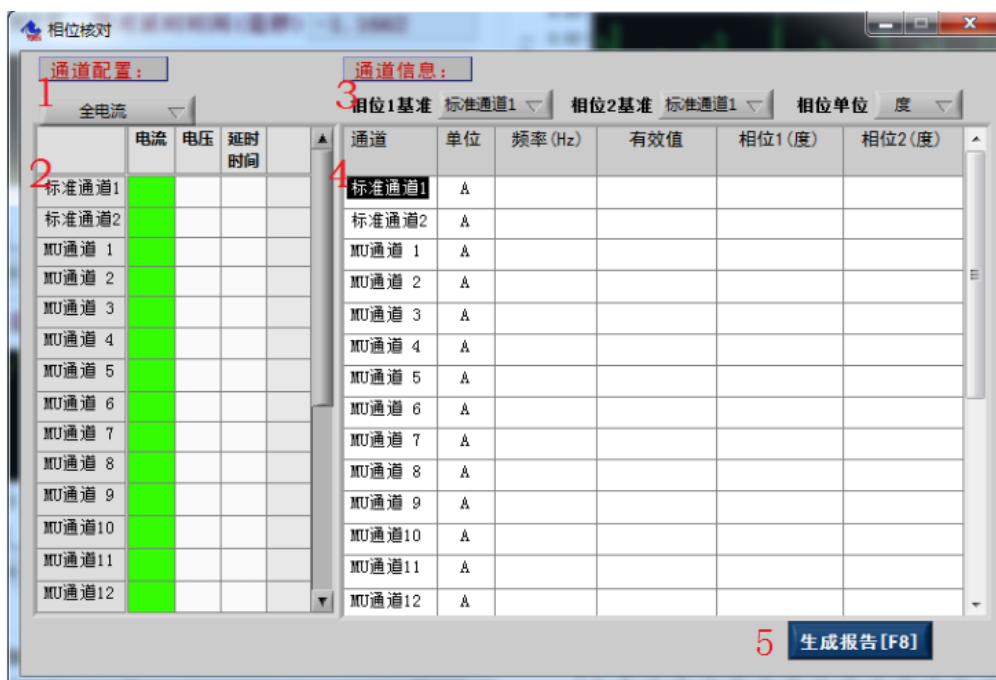 相位核对
通道配置：
通道信息：
1
全电流
3
相位1基准 标准通道1 相位2基准 标准通道1 相位单位 度
电流 电压 延时时间
2
标准通道1
标准通道2
MU通道 1
MU通道 2
MU通道 3
MU通道 4
MU通道 5
MU通道 6
MU通道 7
MU通道 8
MU通道 9
MU通道10
MU通道11
MU通道12
通道 单位 频率(Hz) 有效值 相位1(度) 相位2(度)
4
标准通道1 A
标准通道2 A
MU通道 1 A
MU通道 2 A
MU通道 3 A
MU通道 4 A
MU通道 5 A
MU通道 6 A
MU通道 7 A
MU通道 8 A
MU通道 9 A
MU通道10 A
MU通道11 A
MU通道12 A
5
生成报告[F8]